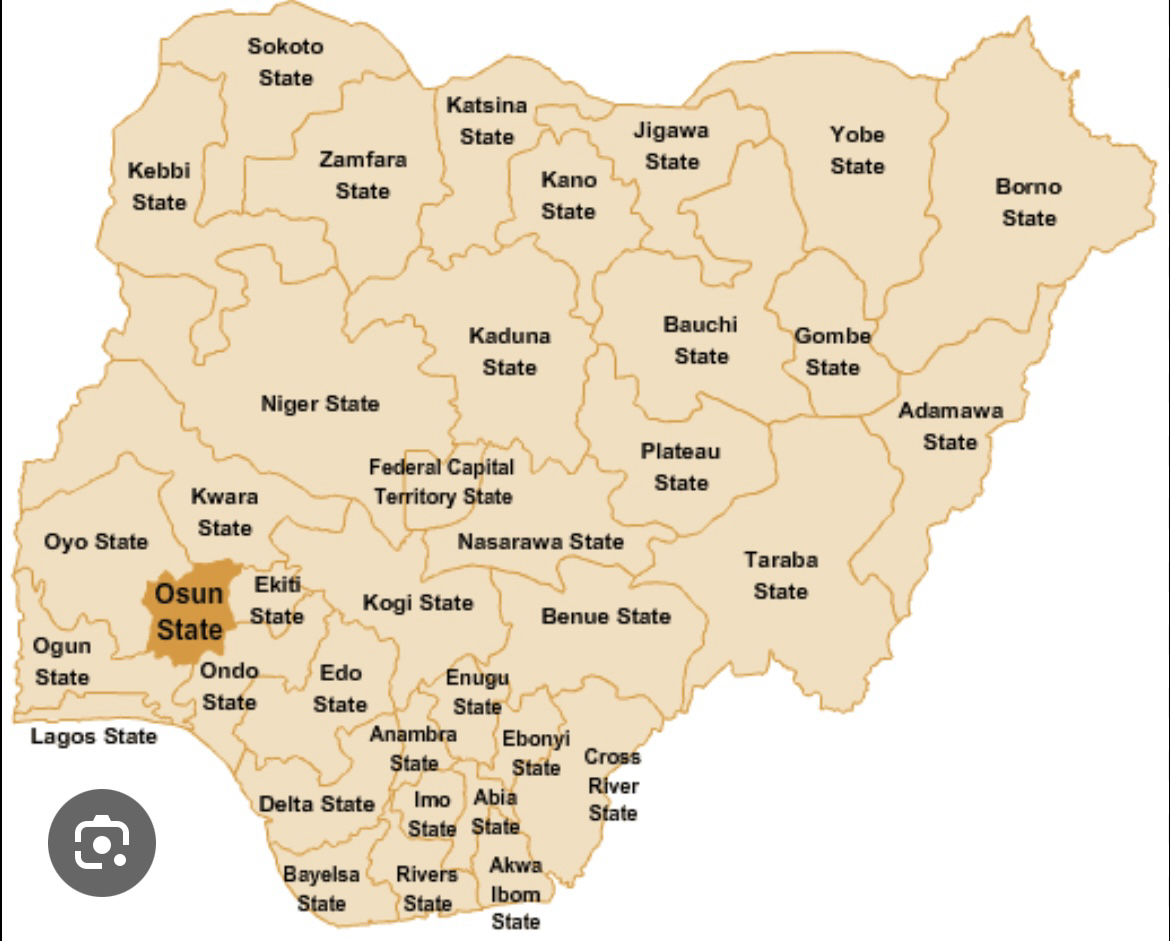 Sokoto
State
Katsina
State
Jigawa
State
Yobe
State
Kebbi
State
Zamfara
State
Kano
State
Borno
State
Kaduna
State
Bauchi
State
Gombe
State
Niger State
Adamawa
State
Federal Capital
Territory State
Plateau
State
Kwara
State
Oyo State
Nasarawa State
Taraba
State
Osun
State
Ekiti
State
Kogi State
Benue State
Ogun
State
Ondo
State
Edo
State
Enugu
State
Lagos State
Anambra
State
Ebonyi
State
Cross
River
State
Delta State
Imo
State
Abia
State
Bayelsa
State
Rivers
State
Akwa
Ibom
State